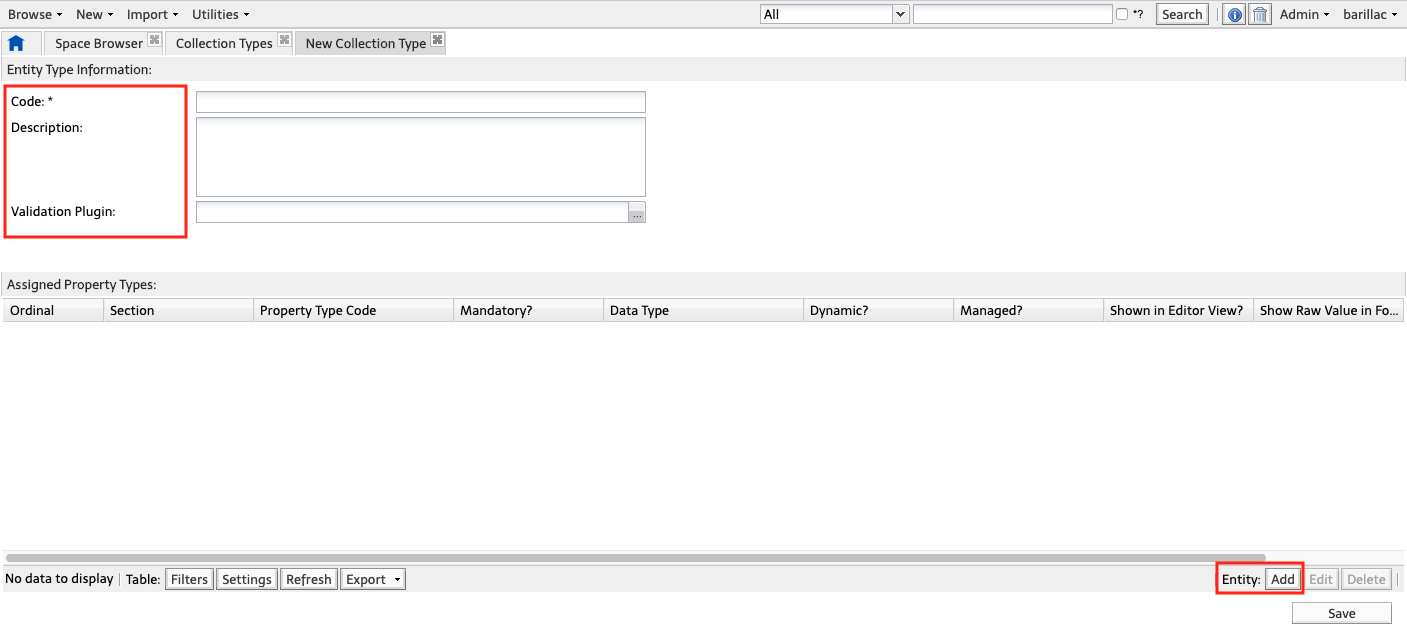 Browse New Import Utilities All *? Search Admin barillac
Space Browser Collection Types New Collection Type
Entity Type Information:
Code: *
Description:
Validation Plugin:
...
Assigned Property Types:
Ordinal Section Property Type Code Mandatory? Data Type Dynamic? Managed? Shown in Editor View? Show Raw Value in Fo...
No data to display Table: Filters Settings Refresh Export Entity: Add Edit Delete
Save